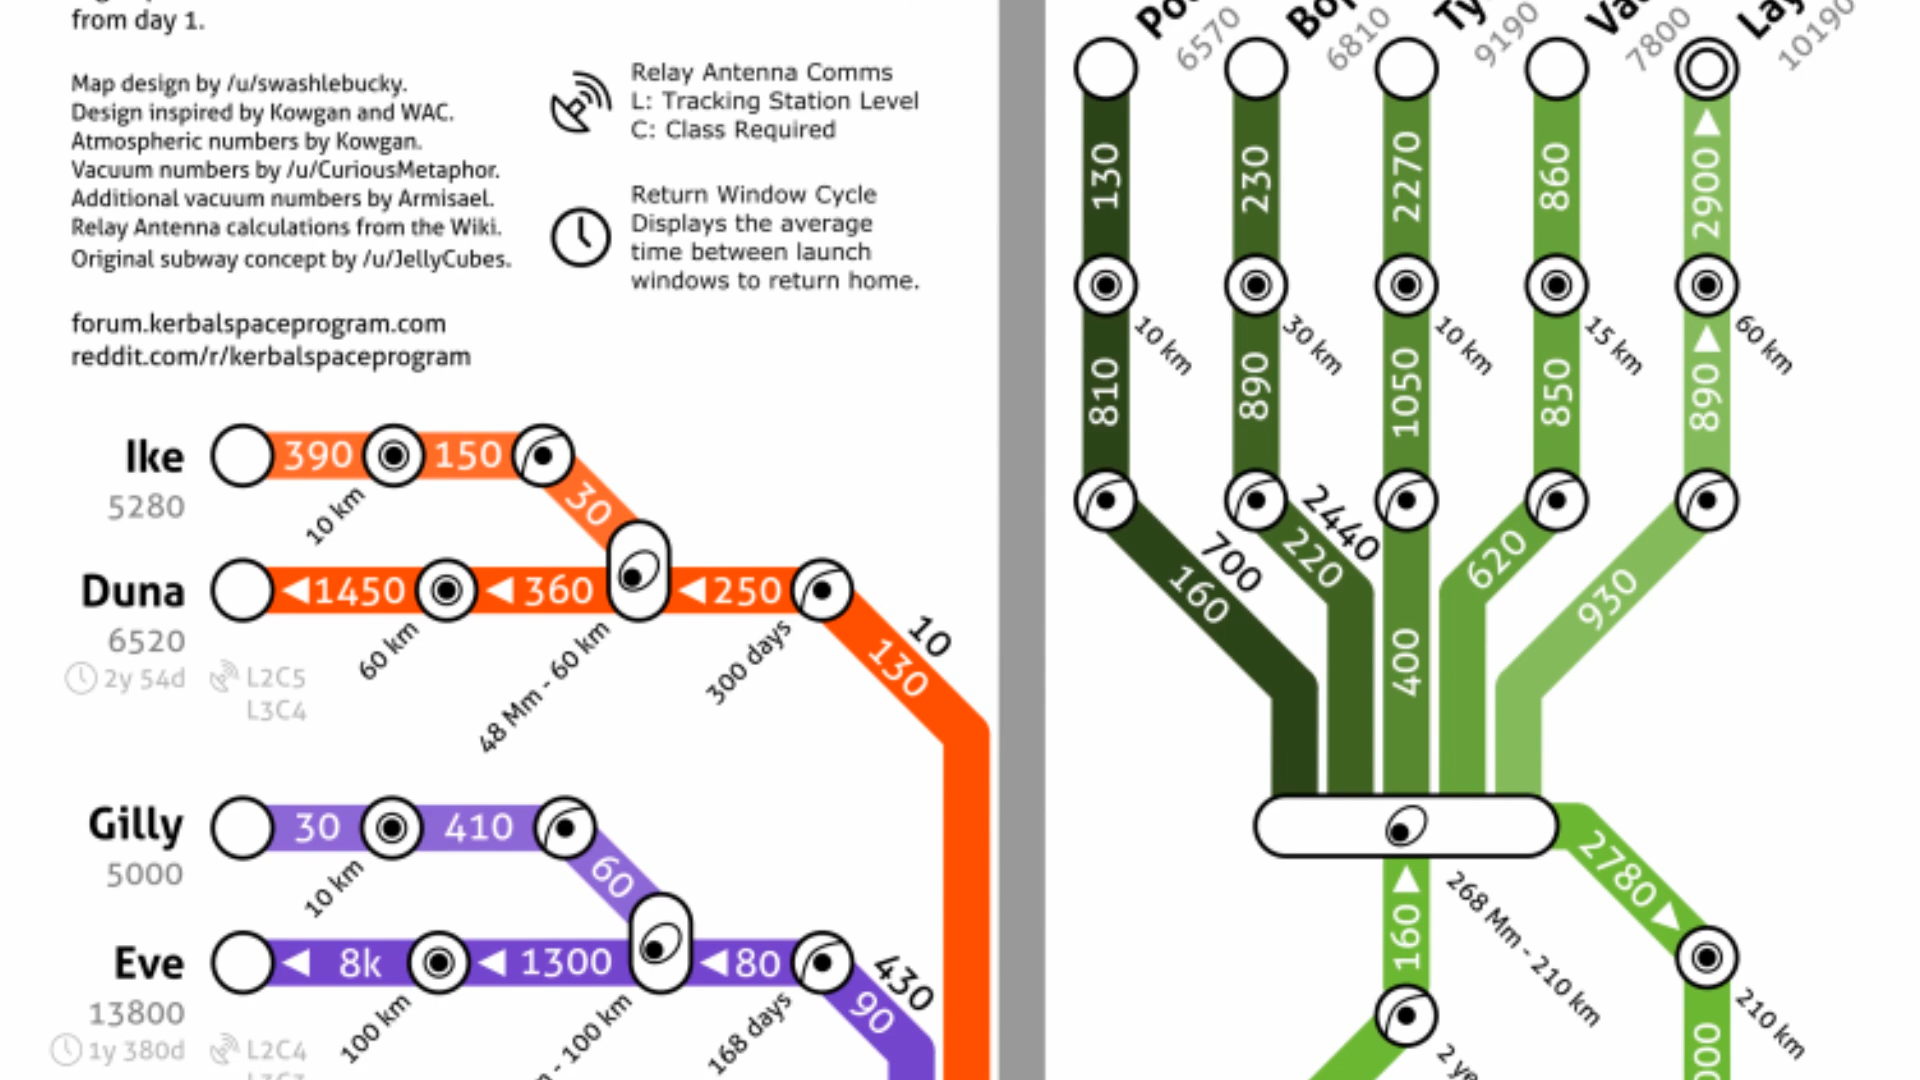 from day 1.
Map design by /u/swashlebucky.
Design inspired by Kowgan and WAC.
Atmospheric numbers by Kowgan.
Vacuum numbers by /u/CuriousMetaphor.
Additional vacuum numbers by Armisael.
Relay Antenna calculations from the Wiki.
Original subway concept by /u/JellyCubes.
forum.kerbalspaceprogram.com
reddit.com/r/kerbalspaceprogram
Relay Antenna Comms
L: Tracking Station Level
C: Class Required
Return Window Cycle
Displays the average
time between launch
windows to return home.
Ike
5280
390
150
10 km
30
Duna
6520
2y 54d
L2C5
L3C4
1450
360
250
60 km
48 Mm - 60 km
300 days
10
130
Gilly
5000
30
410
10 km
60
Eve
13800
1y 380d
L2C4
8k
1300
80
100 km
- 100 km
168 days
430
90
6570
6810
9190
7800
10190
130
230
2270
860
2900
10 km
30 km
10 km
15 km
60 km
810
890
1050
850
890
700
160
2440
220
400
620
930
2780
160
268 Mm - 210 km
210 km
2